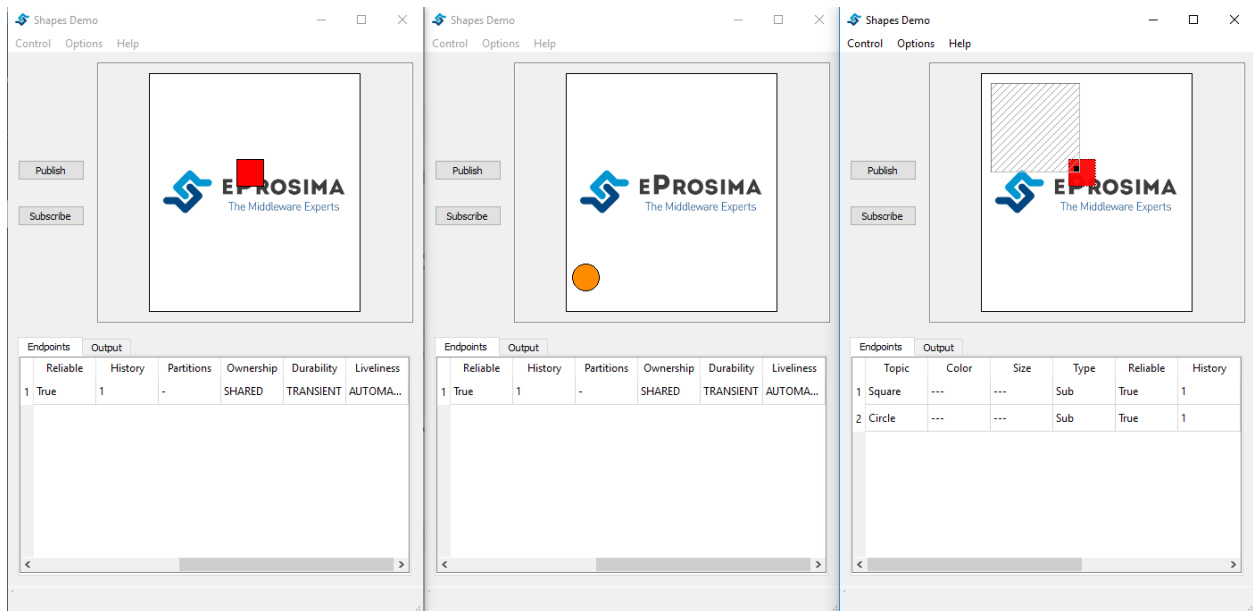 Shapes Demo
Control Options Help
Publish
Subscribe
EPROSIMA
The Middleware Experts
Endpoints Output
Reliable History Partitions Ownership Durability Liveliness
1 True 1 - SHARED TRANSIENT AUTOMA...
Shapes Demo
Control Options Help
Publish
Subscribe
EPROSIMA
The Middleware Experts
Endpoints Output
Reliable History Partitions Ownership Durability Liveliness
1 True 1 - SHARED TRANSIENT AUTOMA...
Shapes Demo
Control Options Help
Publish
Subscribe
EPROSIMA
The Middleware Experts
Endpoints Output
Topic Color Size Type Reliable History
1 Square --- --- Sub True 1
2 Circle --- --- Sub True 1